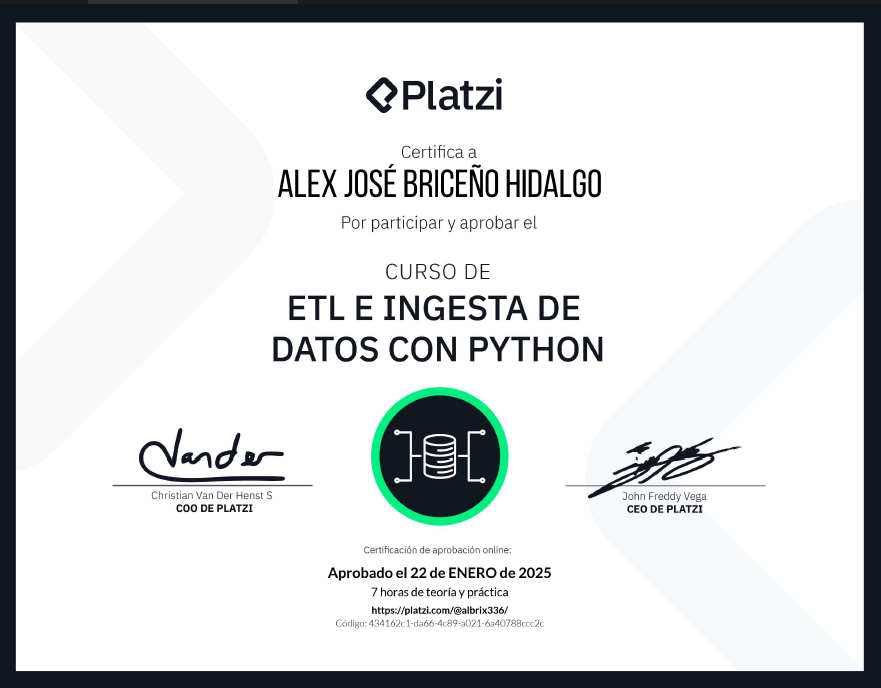 Platzi
Certifica a
ALEX JOSÉ BRICEÑO HIDALGO
Por participar y aprobar el
CURSO DE
ETL E INGESTA DE
DATOS CON PYTHON
Vander
Christian Van Der Henst S
COO DE PLATZI
John Freddy Vega
CEO DE PLATZI
Certificación de aprobación online:
Aprobado el 22 de ENERO de 2025
7 horas de teoría y práctica
https://platzi.com/@albrix336/
Código: 434162c1-da66-4c89-a021-6a40788ccc2c